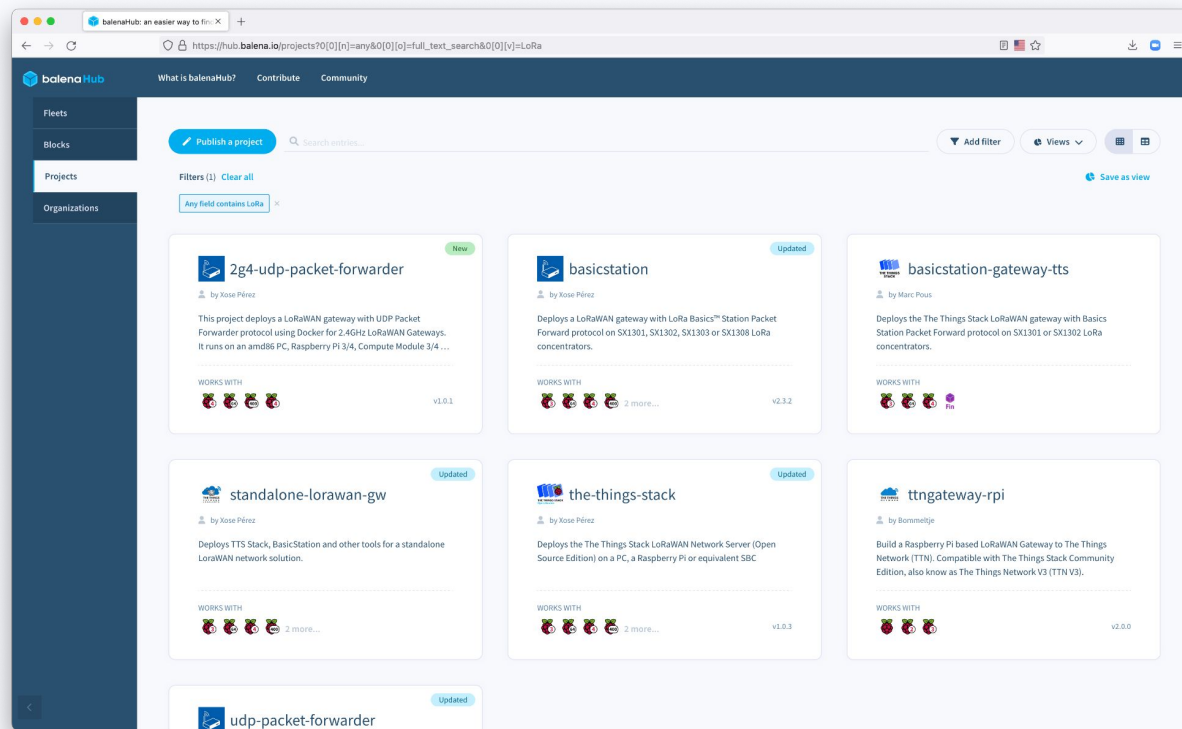 balenaHub: an easier way to find
https://hub.balena.io/projects?0[0][n]=any&0[0][o]=full_text_search&0[0][v]=LoRa
balenaHub
What is balenaHub? Contribute Community
Fleets
Blocks
Projects
Organizations
Publish a project
Search entries...
Add filter
Views
Filters (1) Clear all
Save as view
Any field contains LoRa
New
2g4-udp-packet-forwarder
by Xose Pérez
This project deploys a LoRaWAN gateway with UDP Packet
Forwarder protocol using Docker for 2.4GHz LoRaWAN Gateways.
It runs on an amd86 PC, Raspberry Pi 3/4, Compute Module 3/4 ...
WORKS WITH
v1.0.1
Updated
basicstation
by Xose Pérez
Deploys a LoRaWAN gateway with LoRa Basics™ Station Packet
Forward protocol on SX1301, SX1302, SX1303 or SX1308 LoRa
concentrators.
WORKS WITH
2 more...
v2.3.2
basicstation-gateway-tts
by Marc Pous
Deploys the The Things Stack LoRaWAN gateway with Basics
Station Packet Forward protocol on SX1301 or SX1302 LoRa
concentrators.
WORKS WITH
Fin
Updated
standalone-lorawan-gw
by Xose Pérez
Deploys TTS Stack, BasicStation and other tools for a standalone
LoraWAN network solution.
WORKS WITH
2 more...
Updated
the-things-stack
by Xose Pérez
Deploys the The Things Stack LoRaWAN Network Server (Open
Source Edition) on a PC, a Raspberry Pi or equivalent SBC
WORKS WITH
2 more...
v1.0.3
ttngateway-rpi
by Bommeltje
Build a Raspberry Pi based LoRaWAN Gateway to The Things
Network (TTN). Compatible with The Things Stack Community
Edition, also know as The Things Network V3 (TTN V3).
WORKS WITH
v2.0.0
Updated
udp-packet-forwarder